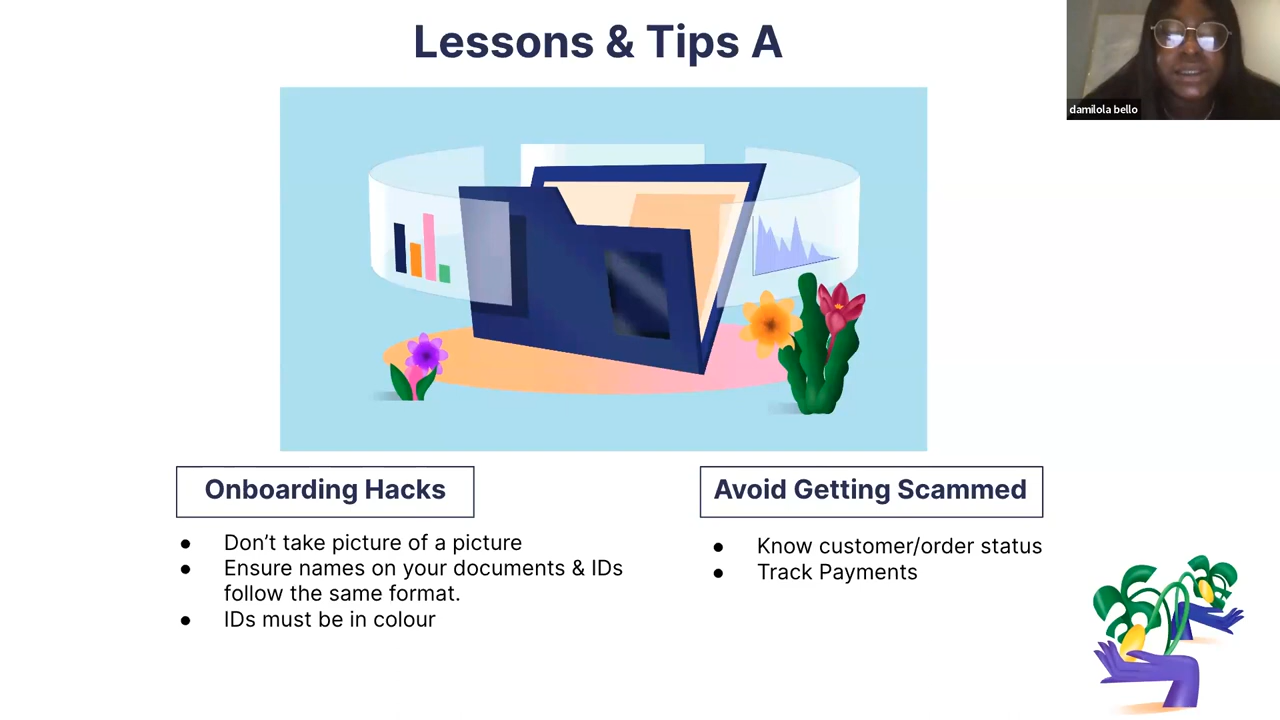 Lessons & Tips A
damilola bello
Onboarding Hacks
Don’t take picture of a picture
Ensure names on your documents & IDs
follow the same format.
IDs must be in colour
Avoid Getting Scammed
Know customer/order status
Track Payments